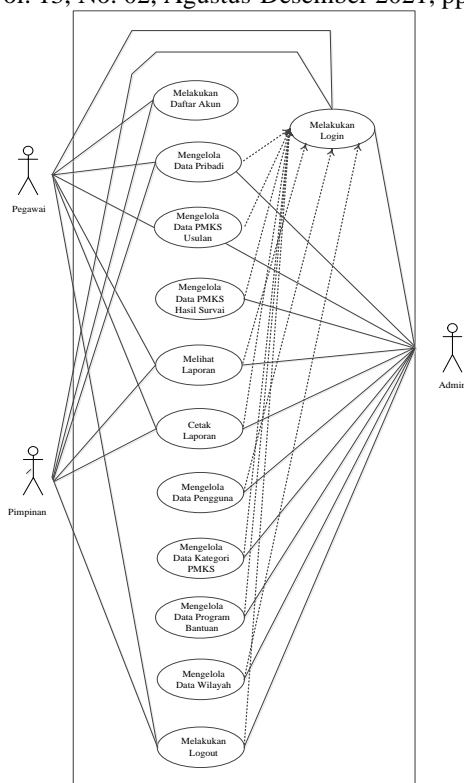 ol. 13, No. 02, Agustus-Desember 2021, pp
Melakukan
Daftar Akun
Melakukan
Login
Mengelola
Data Pribadi
Pegawai
Mengelola
Data PMKS
Usulan
Mengelola
Data PMKS
Hasil Survai
Melihat
Laporan
Admin
Cetak
Laporan
Mengelola
Data Pengguna
Pimpinan
Mengelola
Data Kategori
PMKS
Mengelola
Data Program
Bantuan
Mengelola
Data Wilayah
Melakukan
Logout